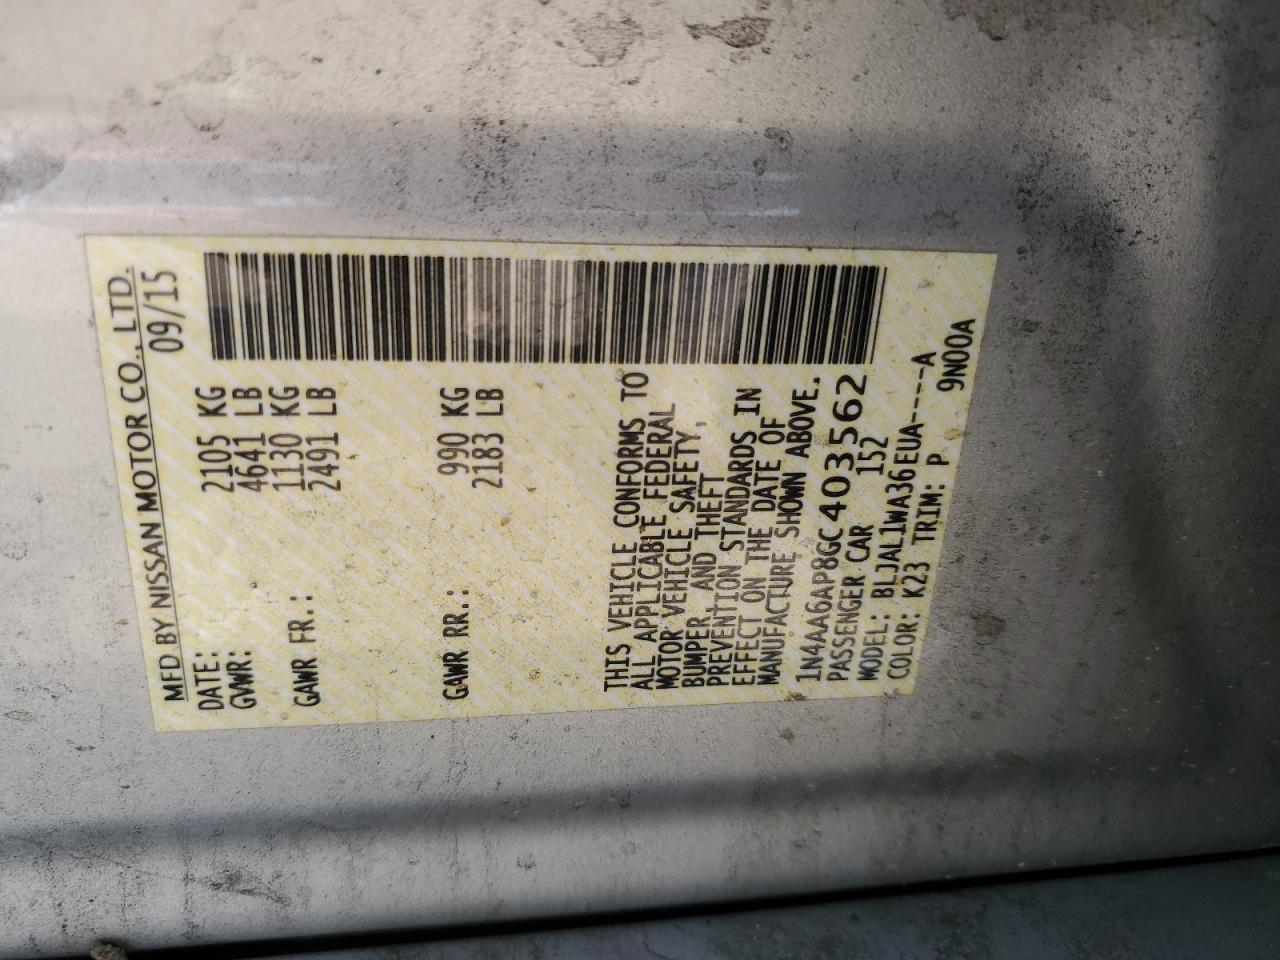 MFD BY NISSAN MOTOR CO., LTD.
DATE: 09/15
GVWR: 2105 KG
4641 LB
GAWR FR.: 1130 KG
2491 LB
GAWR RR.: 990 KG
2183 LB
THIS VEHICLE CONFORMS TO
ALL APPLICABLE FEDERAL
MOTOR VEHICLE SAFETY,
BUMPER, AND THEFT
PREVENTION STANDARDS IN
EFFECT ON THE DATE OF
MANUFACTURE SHOWN ABOVE.
1N4AA6AP8GC403562
PASSENGER CAR 152
MODEL: BLJAL1WA36EUA----A
COLOR: K23 TRIM: P 9N00A